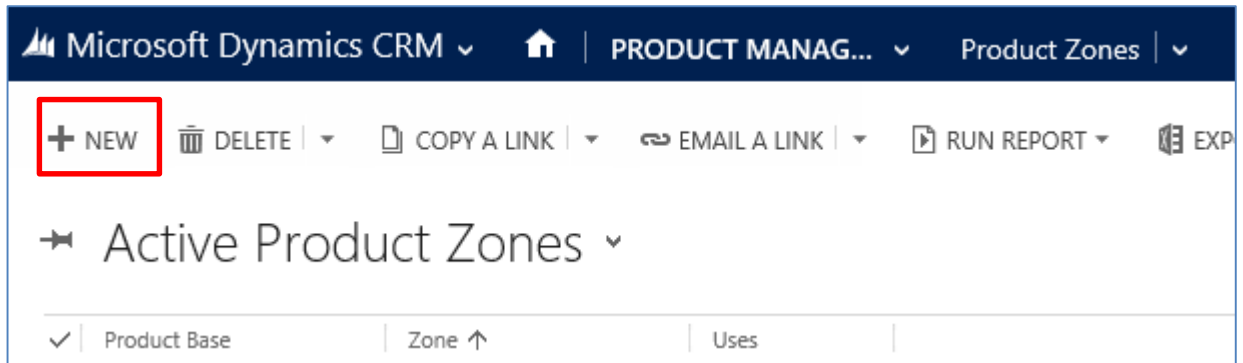 Microsoft Dynamics CRM PRODUCT MANAG... Product Zones
NEW DELETE COPY A LINK EMAIL A LINK RUN REPORT EXP
Active Product Zones
Product Base Zone Uses